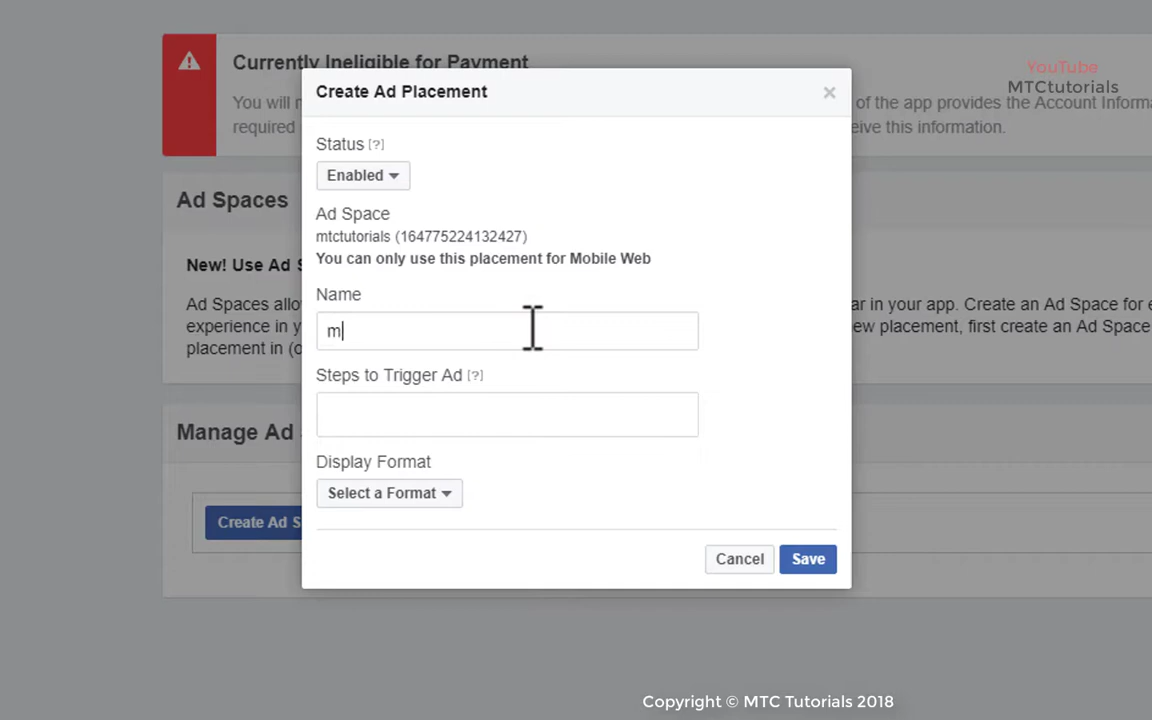 Currently Ineligible for Payment
YouTube
MTCtutorials
Create Ad Placement
You will
of the app provides the Account
required
eive this information.
Status [?]
Enabled
Ad Spaces
Ad Space
mtctutorials (164775224132427)
You can only use this placement for Mobile Web
New! Use Ad
Name
Ad Spaces allo
ar in your app. Create an Ad Space for
experience in
m
ew placement, first create an Ad Space
placement in (o
Steps to Trigger Ad [?]
Manage Ad
Display Format
Select a Format
Create Ad S
Cancel
Save
Copyright © MTC Tutorials 2018